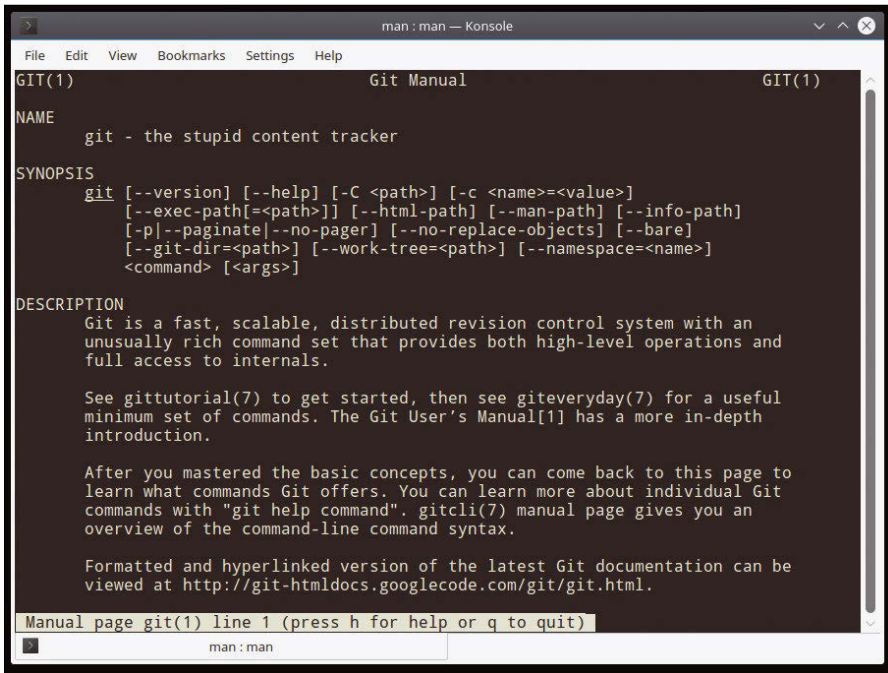 man : man — Konsole
File Edit View Bookmarks Settings Help
GIT(1) Git Manual GIT(1)
NAME
git - the stupid content tracker
SYNOPSIS
git [--version] [--help] [-C <path>] [-c <name>=<value>]
[--exec-path[=<path>]] [--html-path] [--man-path] [--info-path]
[-p|--paginate|--no-pager] [--no-replace-objects] [--bare]
[--git-dir=<path>] [--work-tree=<path>] [--namespace=<name>]
<command> [<args>]
DESCRIPTION
Git is a fast, scalable, distributed revision control system with an
unusually rich command set that provides both high-level operations and
full access to internals.
See gittutorial(7) to get started, then see giteveryday(7) for a useful
minimum set of commands. The Git User's Manual[1] has a more in-depth
introduction.
After you mastered the basic concepts, you can come back to this page to
learn what commands Git offers. You can learn more about individual Git
commands with "git help command". gitcli(7) manual page gives you an
overview of the command-line command syntax.
Formatted and hyperlinked version of the latest Git documentation can be
viewed at http://git-htmldocs.googlecode.com/git/git.html.
Manual page git(1) line 1 (press h for help or q to quit)
man : man